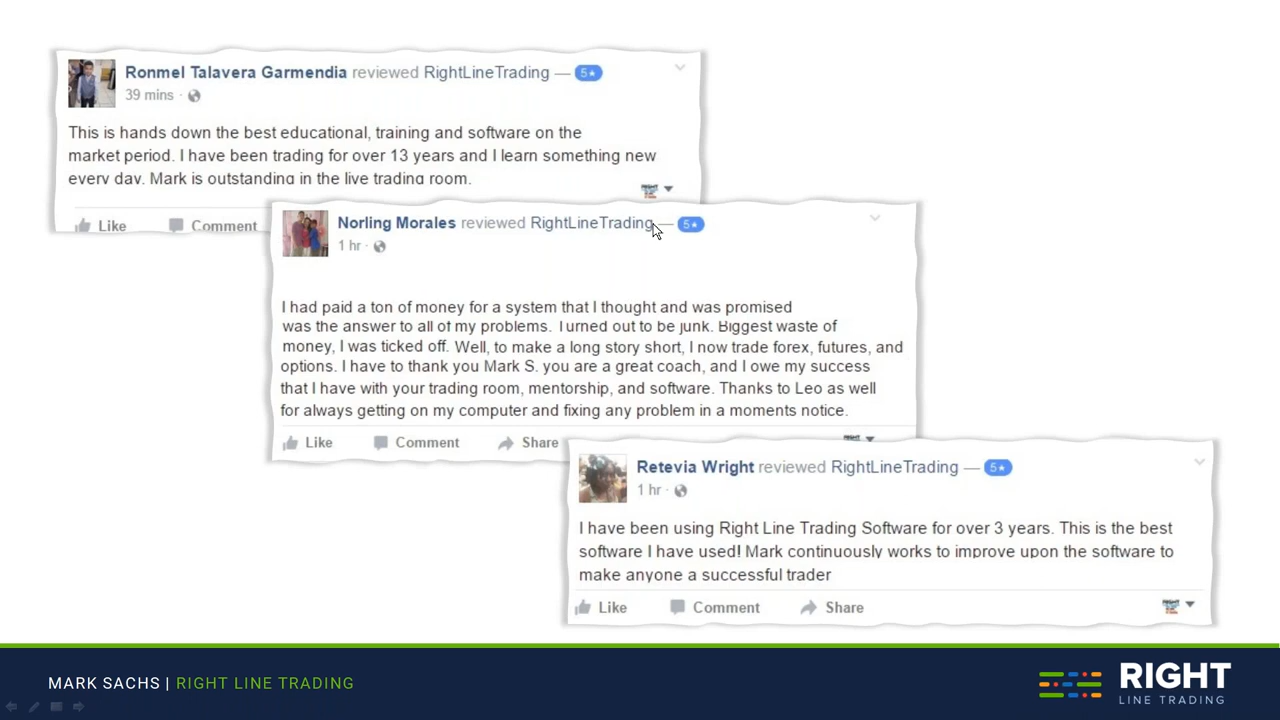 Ronmel Talavera Garmendia reviewed RightLineTrading — 5★
39 mins ·
This is hands down the best educational, training and software on the
market period. I have been trading for over 13 years and I learn something new
every day. Mark is outstanding in the live trading room.
Like Comment
Norling Morales reviewed RightLineTrading — 5★
1 hr ·
I had paid a ton of money for a system that I thought and was promised
was the answer to all of my problems. Turned out to be junk. Biggest waste of
money, I was ticked off. Well, to make a long story short, I now trade forex, futures, and
options. I have to thank you Mark S. you are a great coach, and I owe my success
that I have with your trading room, mentorship, and software. Thanks to Leo as well
for always getting on my computer and fixing any problem in a moments notice.
Like Comment Share
Retevia Wright reviewed RightLineTrading — 5★
1 hr ·
I have been using Right Line Trading Software for over 3 years. This is the best
software I have used! Mark continuously works to improve upon the software to
make anyone a successful trader
Like Comment Share
MARK SACHS | RIGHT LINE TRADING
RIGHT
LINE TRADING